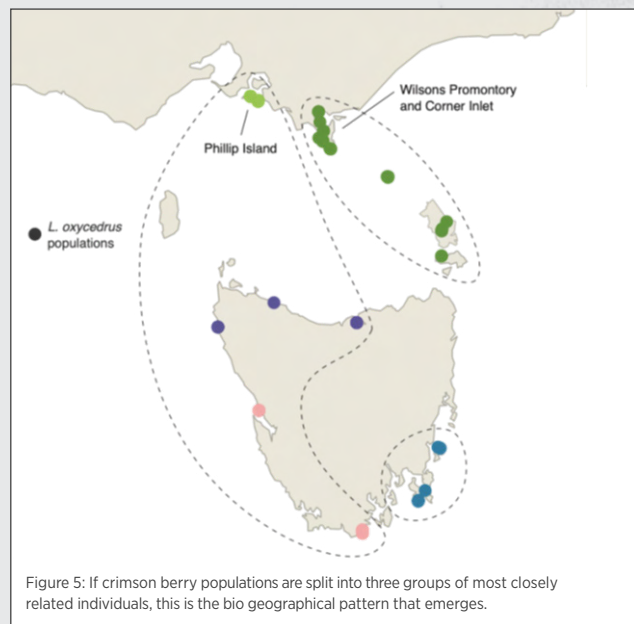 Wilsons Promontory
and Corner Inlet
Phillip Island
L. oxycedrus
populations
Figure 5: If crimson berry populations are split into three groups of most closely
related individuals, this is the bio geographical pattern that emerges.